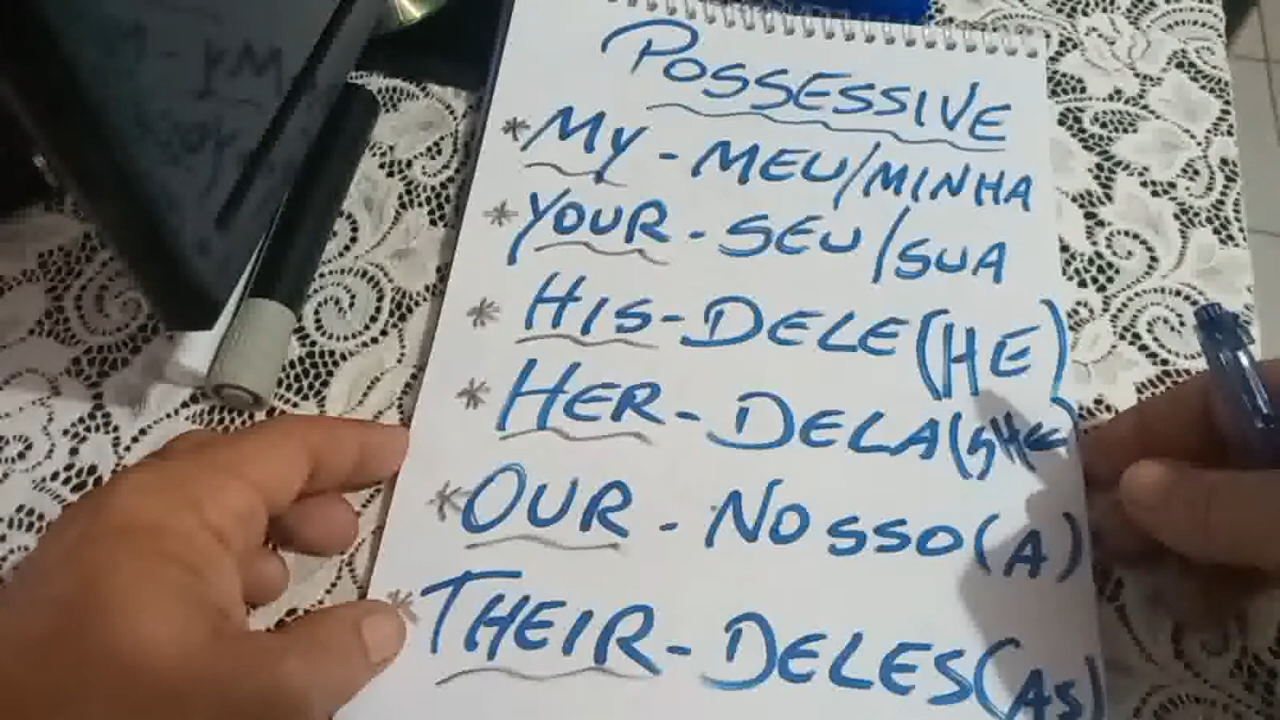 POSSESSIVE
* MY - MEU/MINHA
* YOUR - SEU/SUA
* HIS - DELE (HE)
* HER - DELA (SHE
* OUR - NOSSO(A)
* THEIR - DELES(AS)